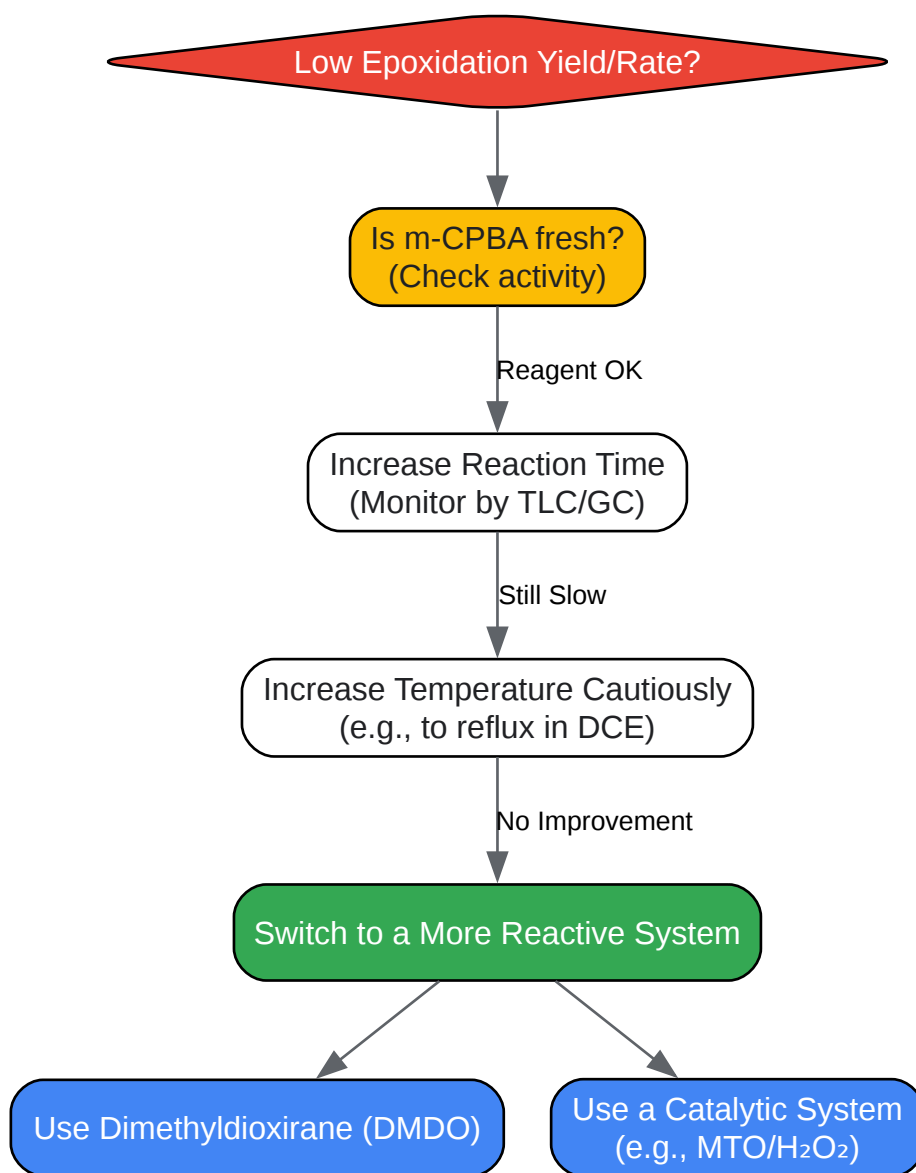 Low Epoxidation Yield/Rate?
Is m-CPBA fresh?
(Check activity)
Reagent OK
Increase Reaction Time
(Monitor by TLC/GC)
Still Slow
Increase Temperature Cautiously
(e.g., to reflux in DCE)
No Improvement
Switch to a More Reactive System
Use Dimethyldioxirane (DMDO)
Use a Catalytic System
(e.g., MTO/H₂O₂)